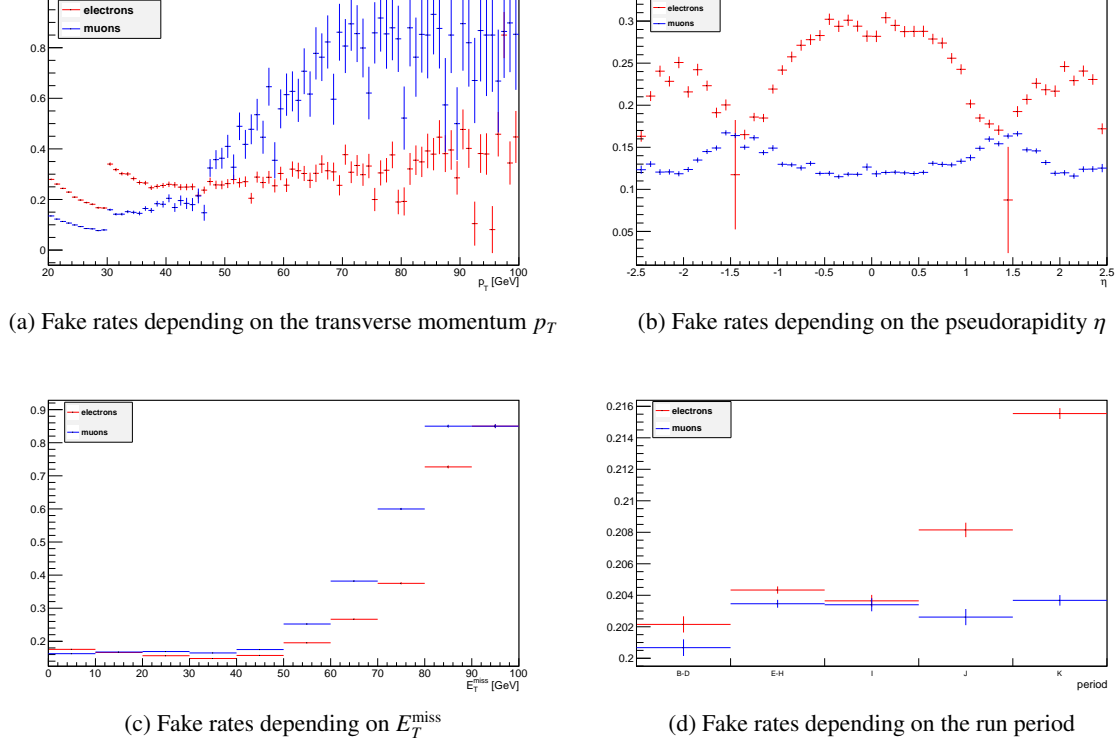 electrons
muons
0.8
0.6
0.4
0.2
0
20 30 40 50 60 70 80 90 100
p_T [GeV]
(a) Fake rates depending on the transverse momentum p_T
electrons
muons
0.3
0.25
0.2
0.15
0.1
0.05
-2.5 -2 -1.5 -1 -0.5 0 0.5 1 1.5 2 2.5
η
(b) Fake rates depending on the pseudorapidity η
electrons
muons
0.9
0.8
0.7
0.6
0.5
0.4
0.3
0.2
0 10 20 30 40 50 60 70 80 90 100
E_T^miss [GeV]
(c) Fake rates depending on E_T^miss
electrons
muons
0.216
0.214
0.212
0.21
0.208
0.206
0.204
0.202
0.2
B-D E-H I J K
period
(d) Fake rates depending on the run period